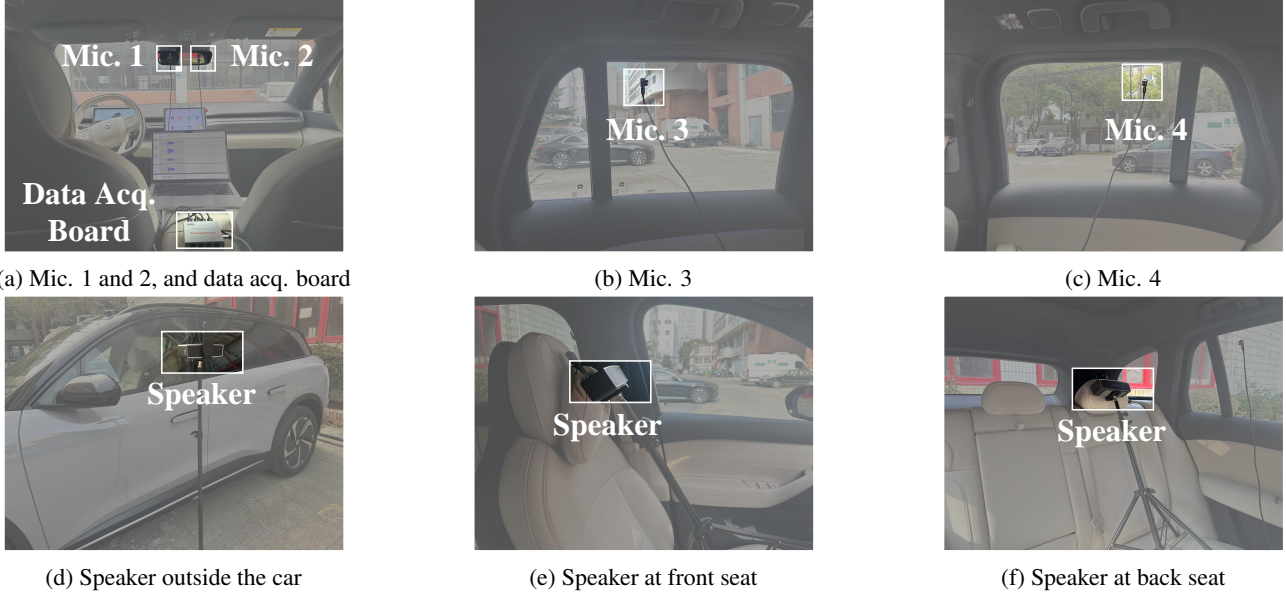 Mic. 1
Mic. 2
Data Acq.
Board
Mic. 3
Mic. 4
(a) Mic. 1 and 2, and data acq. board
(b) Mic. 3
(c) Mic. 4
Speaker
Speaker
Speaker
(d) Speaker outside the car
(e) Speaker at front seat
(f) Speaker at back seat